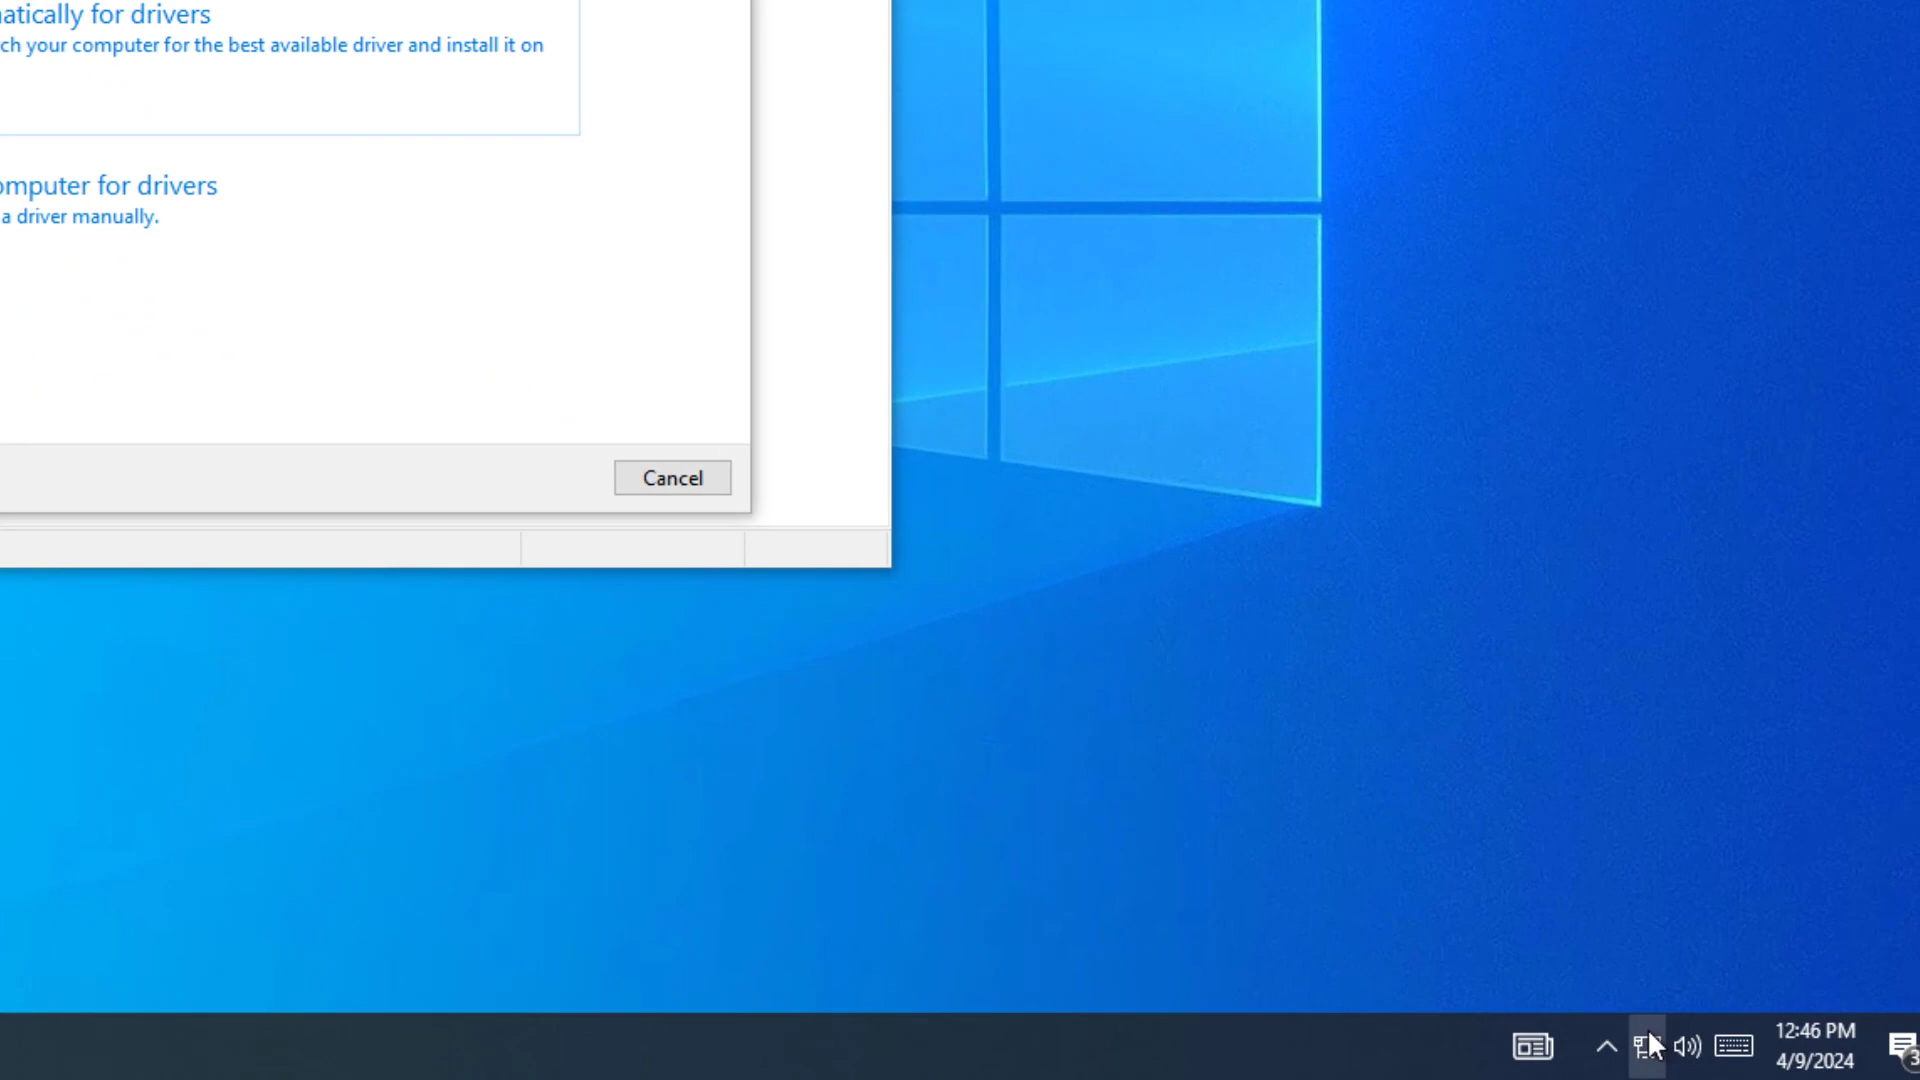 atically for drivers
ch your computer for the best available driver and install it on
omputer for drivers
a driver manually.
Cancel
12:46 PM
4/9/2024
3